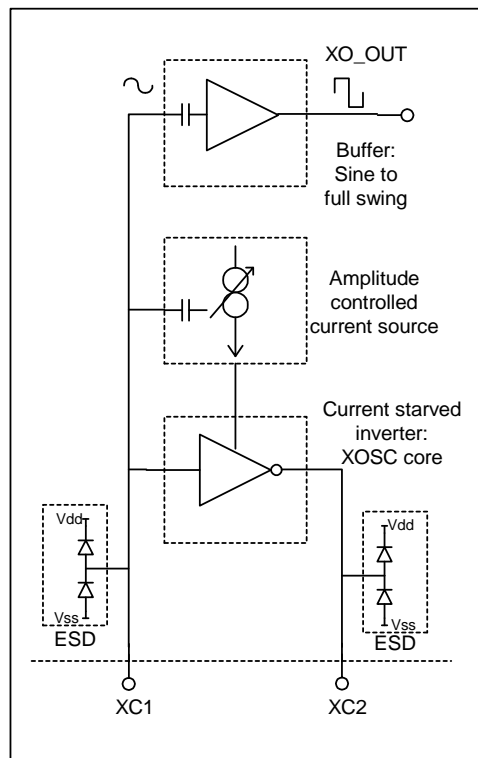 XO_OUT
Buffer:
Sine to
full swing
Amplitude
controlled
current source
Current starved
inverter:
XOSC core
Vdd
Vss
ESD
Vdd
Vss
ESD
XC1
XC2